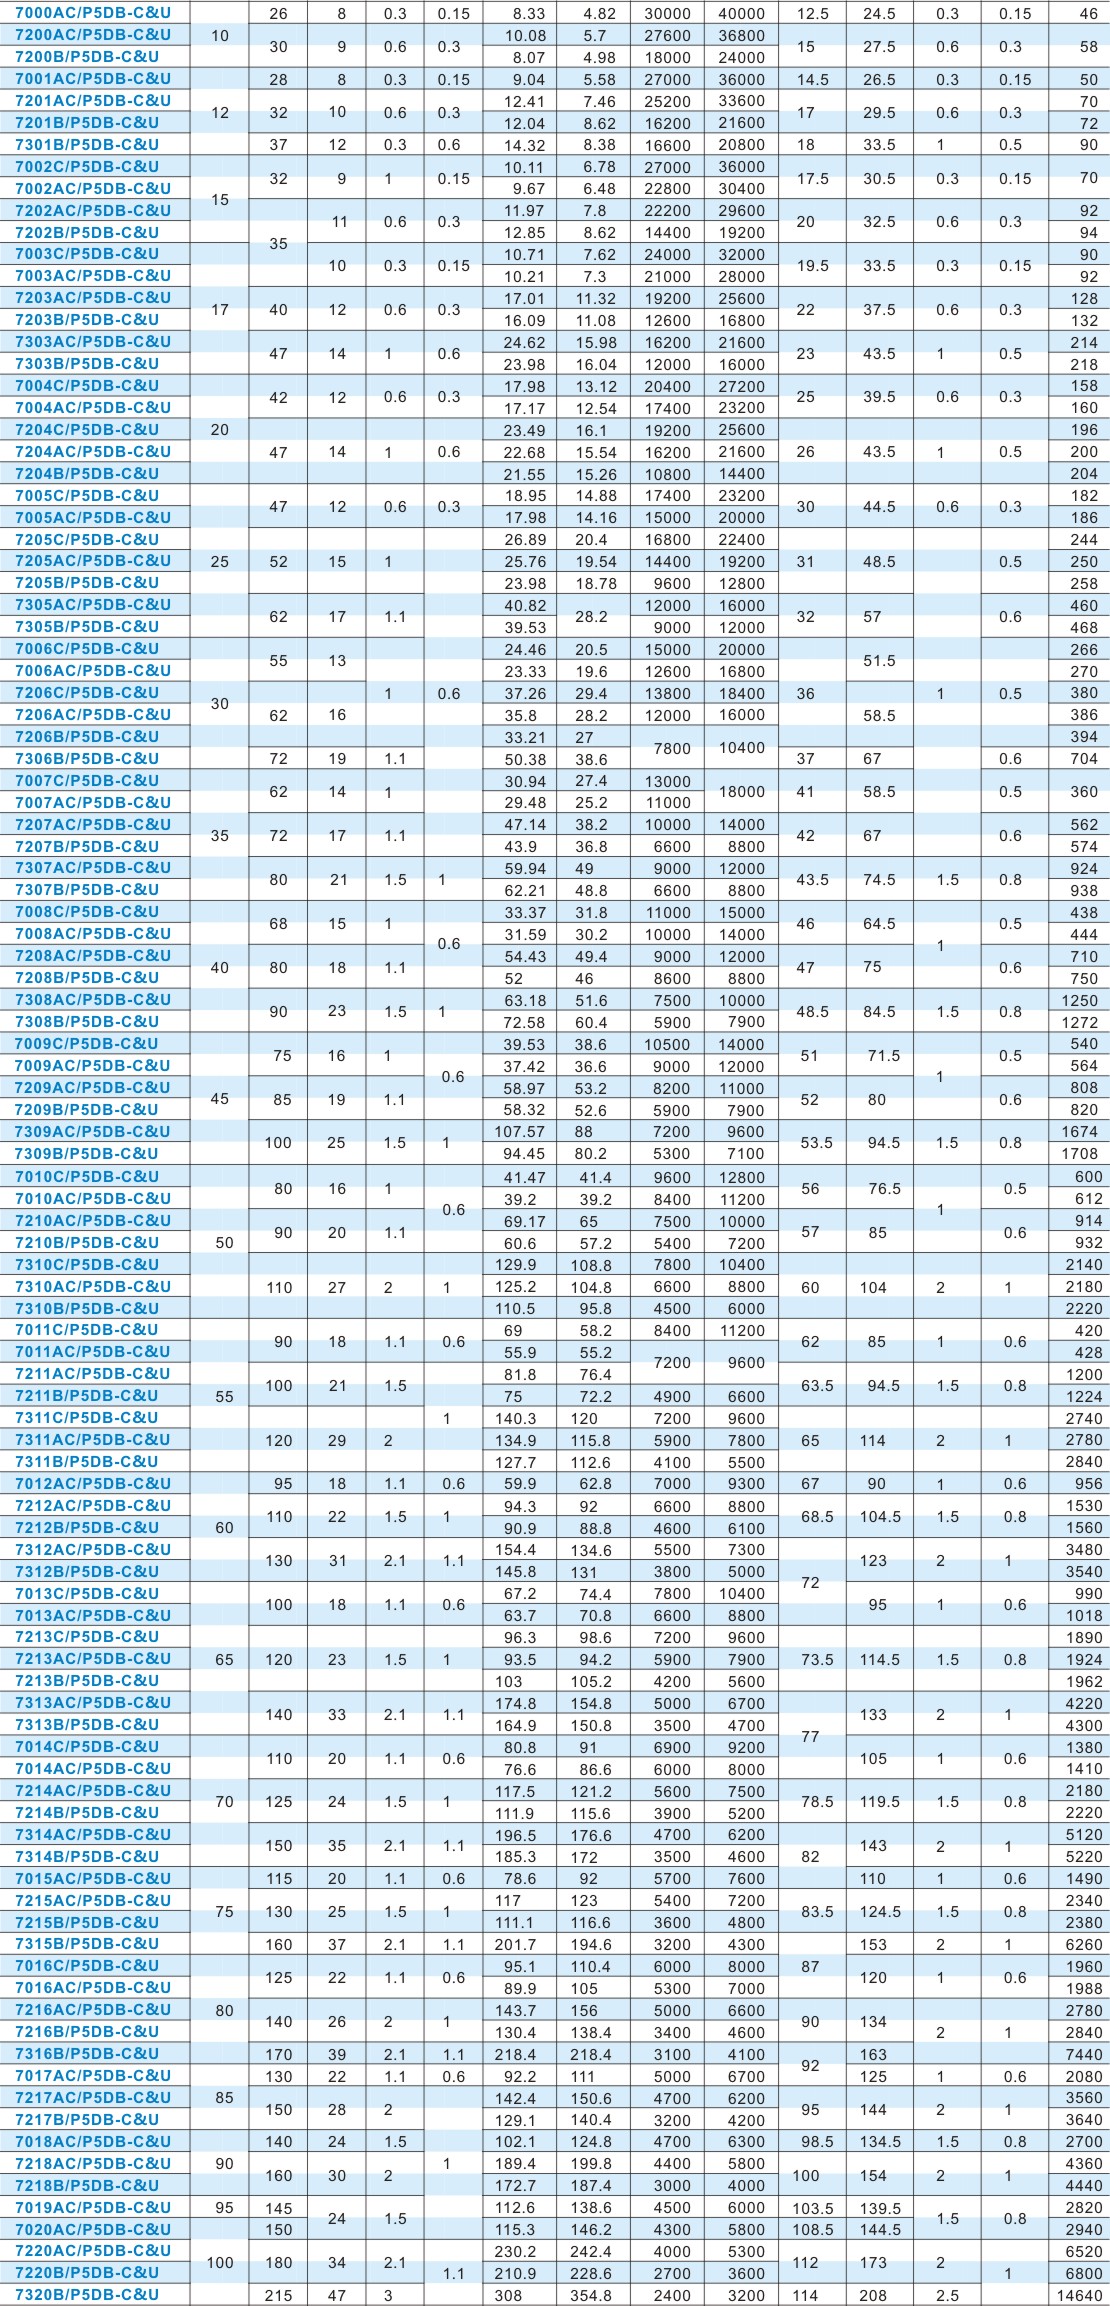 7000AC/P5DB-C&U 10 26 8 0.3 0.15 8.33 4.82 30000 40000 12.5 24.5 0.3 0.15 46
7200AC/P5DB-C&U 30 9 0.6 0.3 10.08 5.7 27600 36800 15 27.5 0.6 0.3 58
7200B/P5DB-C&U 8.07 4.98 18000 24000
7001AC/P5DB-C&U 12 28 8 0.3 0.15 9.04 5.58 27000 36000 14.5 26.5 0.3 0.15 50
7201AC/P5DB-C&U 32 10 0.6 0.3 12.41 7.46 25200 33600 17 29.5 0.6 0.3 70
7201B/P5DB-C&U 12.04 8.62 16200 21600 72
7301B/P5DB-C&U 37 12 0.3 0.6 14.32 8.38 16600 20800 18 33.5 1 0.5 90
7002C/P5DB-C&U 15 32 9 1 0.15 10.11 6.78 27000 36000 17.5 30.5 0.3 0.15 70
7002AC/P5DB-C&U 9.67 6.48 22800 30400
7202AC/P5DB-C&U 35 11 0.6 0.3 11.97 7.8 22200 29600 20 32.5 0.6 0.3 92
7202B/P5DB-C&U 12.85 8.62 14400 19200 94
7003C/P5DB-C&U 17 10 0.3 0.15 10.71 7.62 24000 32000 19.5 33.5 0.3 0.15 90
7003AC/P5DB-C&U 10.21 7.3 21000 28000 92
7203AC/P5DB-C&U 40 12 0.6 0.3 17.01 11.32 19200 25600 22 37.5 0.6 0.3 128
7203B/P5DB-C&U 16.09 11.08 12600 16800 132
7303AC/P5DB-C&U 47 14 1 0.6 24.62 15.98 16200 21600 23 43.5 1 0.5 214
7303B/P5DB-C&U 23.98 16.04 12000 16000 218
7004C/P5DB-C&U 20 42 12 0.6 0.3 17.98 13.12 20400 27200 25 39.5 0.6 0.3 158
7004AC/P5DB-C&U 17.17 12.54 17400 23200 160
7204C/P5DB-C&U 47 14 1 0.6 23.49 16.1 19200 25600 26 43.5 1 0.5 196
7204AC/P5DB-C&U 22.68 15.54 16200 21600 200
7204B/P5DB-C&U 21.55 15.26 10800 14400 204
7005C/P5DB-C&U 25 47 12 0.6 0.3 18.95 14.88 17400 23200 30 44.5 0.6 0.3 182
7005AC/P5DB-C&U 17.98 14.16 15000 20000 186
7205C/P5DB-C&U 52 15 1 0.6 26.89 20.4 16800 22400 31 48.5 1 0.5 244
7205AC/P5DB-C&U 25.76 19.54 14400 19200 250
7205B/P5DB-C&U 23.98 18.78 9600 12800 258
7305AC/P5DB-C&U 62 17 1.1 40.82 28.2 12000 16000 32 57 0.6 460
7305B/P5DB-C&U 39.53 9000 12000 468
7006C/P5DB-C&U 30 55 13 1 24.46 20.5 15000 20000 36 51.5 0.5 266
7006AC/P5DB-C&U 23.33 19.6 12600 16800 270
7206C/P5DB-C&U 62 16 37.26 29.4 13800 18400 58.5 380
7206AC/P5DB-C&U 35.8 28.2 12000 16000 386
7206B/P5DB-C&U 33.21 27 7800 10400 394
7306B/P5DB-C&U 72 19 1.1 50.38 38.6 37 67 0.6 704
7007C/P5DB-C&U 35 62 14 1 30.94 27.4 13000 18000 41 58.5 0.5 360
7007AC/P5DB-C&U 29.48 25.2 11000
7207AC/P5DB-C&U 72 17 1.1 47.14 38.2 10000 14000 42 67 0.6 562
7207B/P5DB-C&U 43.9 36.8 6600 8800 574
7307AC/P5DB-C&U 80 21 1.5 1 59.94 49 9000 12000 43.5 74.5 1.5 0.8 924
7307B/P5DB-C&U 62.21 48.8 6600 8800 938
7008C/P5DB-C&U 40 68 15 1 0.6 33.37 31.8 11000 15000 46 64.5 1 0.5 438
7008AC/P5DB-C&U 31.59 30.2 10000 14000 444
7208AC/P5DB-C&U 80 18 1.1 54.43 49.4 9000 12000 47 75 0.6 710
7208B/P5DB-C&U 52 46 8600 8800 750
7308AC/P5DB-C&U 90 23 1.5 1 63.18 51.6 7500 10000 48.5 84.5 1.5 0.8 1250
7308B/P5DB-C&U 72.58 60.4 5900 7900 1272
7009C/P5DB-C&U 45 75 16 1 0.6 39.53 38.6 10500 14000 51 71.5 1 0.5 540
7009AC/P5DB-C&U 37.42 36.6 9000 12000 564
7209AC/P5DB-C&U 85 19 1.1 58.97 53.2 8200 11000 52 80 0.6 808
7209B/P5DB-C&U 58.32 52.6 5900 7900 820
7309AC/P5DB-C&U 100 25 1.5 1 107.57 88 7200 9600 53.5 94.5 1.5 0.8 1674
7309B/P5DB-C&U 94.45 80.2 5300 7100 1708
7010C/P5DB-C&U 50 80 16 1 0.6 41.47 41.4 9600 12800 56 76.5 1 0.5 600
7010AC/P5DB-C&U 39.2 39.2 8400 11200 612
7210AC/P5DB-C&U 90 20 1.1 69.17 65 7500 10000 57 85 0.6 914
7210B/P5DB-C&U 60.6 57.2 5400 7200 932
7310C/P5DB-C&U 110 27 2 1 129.9 108.8 7800 10400 60 104 2 1 2140
7310AC/P5DB-C&U 125.2 104.8 6600 8800 2180
7310B/P5DB-C&U 110.5 95.8 4500 6000 2220
7011C/P5DB-C&U 55 90 18 1.1 0.6 69 58.2 8400 11200 62 85 1 0.6 420
7011AC/P5DB-C&U 55.9 55.2 7200 9600 428
7211AC/P5DB-C&U 100 21 1.5 1 81.8 76.4 63.5 94.5 1.5 0.8 1200
7211B/P5DB-C&U 75 72.2 4900 6600 1224
7311C/P5DB-C&U 120 29 2 140.3 120 7200 9600 65 114 2 1 2740
7311AC/P5DB-C&U 134.9 115.8 5900 7800 2780
7311B/P5DB-C&U 127.7 112.6 4100 5500 2840
7012AC/P5DB-C&U 60 95 18 1.1 0.6 59.9 62.8 7000 9300 67 90 1 0.6 956
7212AC/P5DB-C&U 110 22 1.5 1 94.3 92 6600 8800 68.5 104.5 1.5 0.8 1530
7212B/P5DB-C&U 90.9 88.8 4600 6100 1560
7312AC/P5DB-C&U 130 31 2.1 1.1 154.4 134.6 5500 7300 72 123 2 1 3480
7312B/P5DB-C&U 145.8 131 3800 5000 3540
7013C/P5DB-C&U 65 100 18 1.1 0.6 67.2 74.4 7800 10400 95 1 0.6 990
7013AC/P5DB-C&U 63.7 70.8 6600 8800 1018
7213C/P5DB-C&U 120 23 1.5 1 96.3 98.6 7200 9600 73.5 114.5 1.5 0.8 1890
7213AC/P5DB-C&U 93.5 94.2 5900 7900 1924
7213B/P5DB-C&U 103 105.2 4200 5600 1962
7313AC/P5DB-C&U 140 33 2.1 1.1 174.8 154.8 5000 6700 77 133 2 1 4220
7313B/P5DB-C&U 164.9 150.8 3500 4700 4300
7014C/P5DB-C&U 70 110 20 1.1 0.6 80.8 91 6900 9200 105 1 0.6 1380
7014AC/P5DB-C&U 76.6 86.6 6000 8000 1410
7214AC/P5DB-C&U 125 24 1.5 1 117.5 121.2 5600 7500 78.5 119.5 1.5 0.8 2180
7214B/P5DB-C&U 111.9 115.6 3900 5200 2220
7314AC/P5DB-C&U 150 35 2.1 1.1 196.5 176.6 4700 6200 82 143 2 1 5120
7314B/P5DB-C&U 185.3 172 3500 4600 5220
7015AC/P5DB-C&U 75 115 20 1.1 0.6 78.6 92 5700 7600 110 1 0.6 1490
7215AC/P5DB-C&U 130 25 1.5 1 117 123 5400 7200 83.5 124.5 1.5 0.8 2340
7215B/P5DB-C&U 111.1 116.6 3600 4800 2380
7315B/P5DB-C&U 160 37 2.1 1.1 201.7 194.6 3200 4300 87 153 2 1 6260
7016C/P5DB-C&U 80 125 22 1.1 0.6 95.1 110.4 6000 8000 120 1 0.6 1960
7016AC/P5DB-C&U 89.9 105 5300 7000 1988
7216AC/P5DB-C&U 140 26 2 1 143.7 156 5000 6600 90 134 2 1 2780
7216B/P5DB-C&U 130.4 138.4 3400 4600 2840
7316B/P5DB-C&U 170 39 2.1 1.1 218.4 218.4 3100 4100 92 163 7440
7017AC/P5DB-C&U 85 130 22 1.1 0.6 92.2 111 5000 6700 125 1 0.6 2080
7217AC/P5DB-C&U 150 28 2 1 142.4 150.6 4700 6200 95 144 2 1 3560
7217B/P5DB-C&U 129.1 140.4 3200 4200 3640
7018AC/P5DB-C&U 90 140 24 1.5 102.1 124.8 4700 6300 98.5 134.5 1.5 0.8 2700
7218AC/P5DB-C&U 160 30 2 189.4 199.8 4400 5800 100 154 2 1 4360
7218B/P5DB-C&U 172.7 187.4 3000 4000 4440
7019AC/P5DB-C&U 95 145 24 1.5 112.6 138.6 4500 6000 103.5 139.5 1.5 0.8 2820
7020AC/P5DB-C&U 100 150 115.3 146.2 4300 5800 108.5 144.5 2940
7220AC/P5DB-C&U 180 34 2.1 1.1 230.2 242.4 4000 5300 112 173 2 1 6520
7220B/P5DB-C&U 210.9 228.6 2700 3600 6800
7320B/P5DB-C&U 215 47 3 308 354.8 2400 3200 114 208 2.5 14640